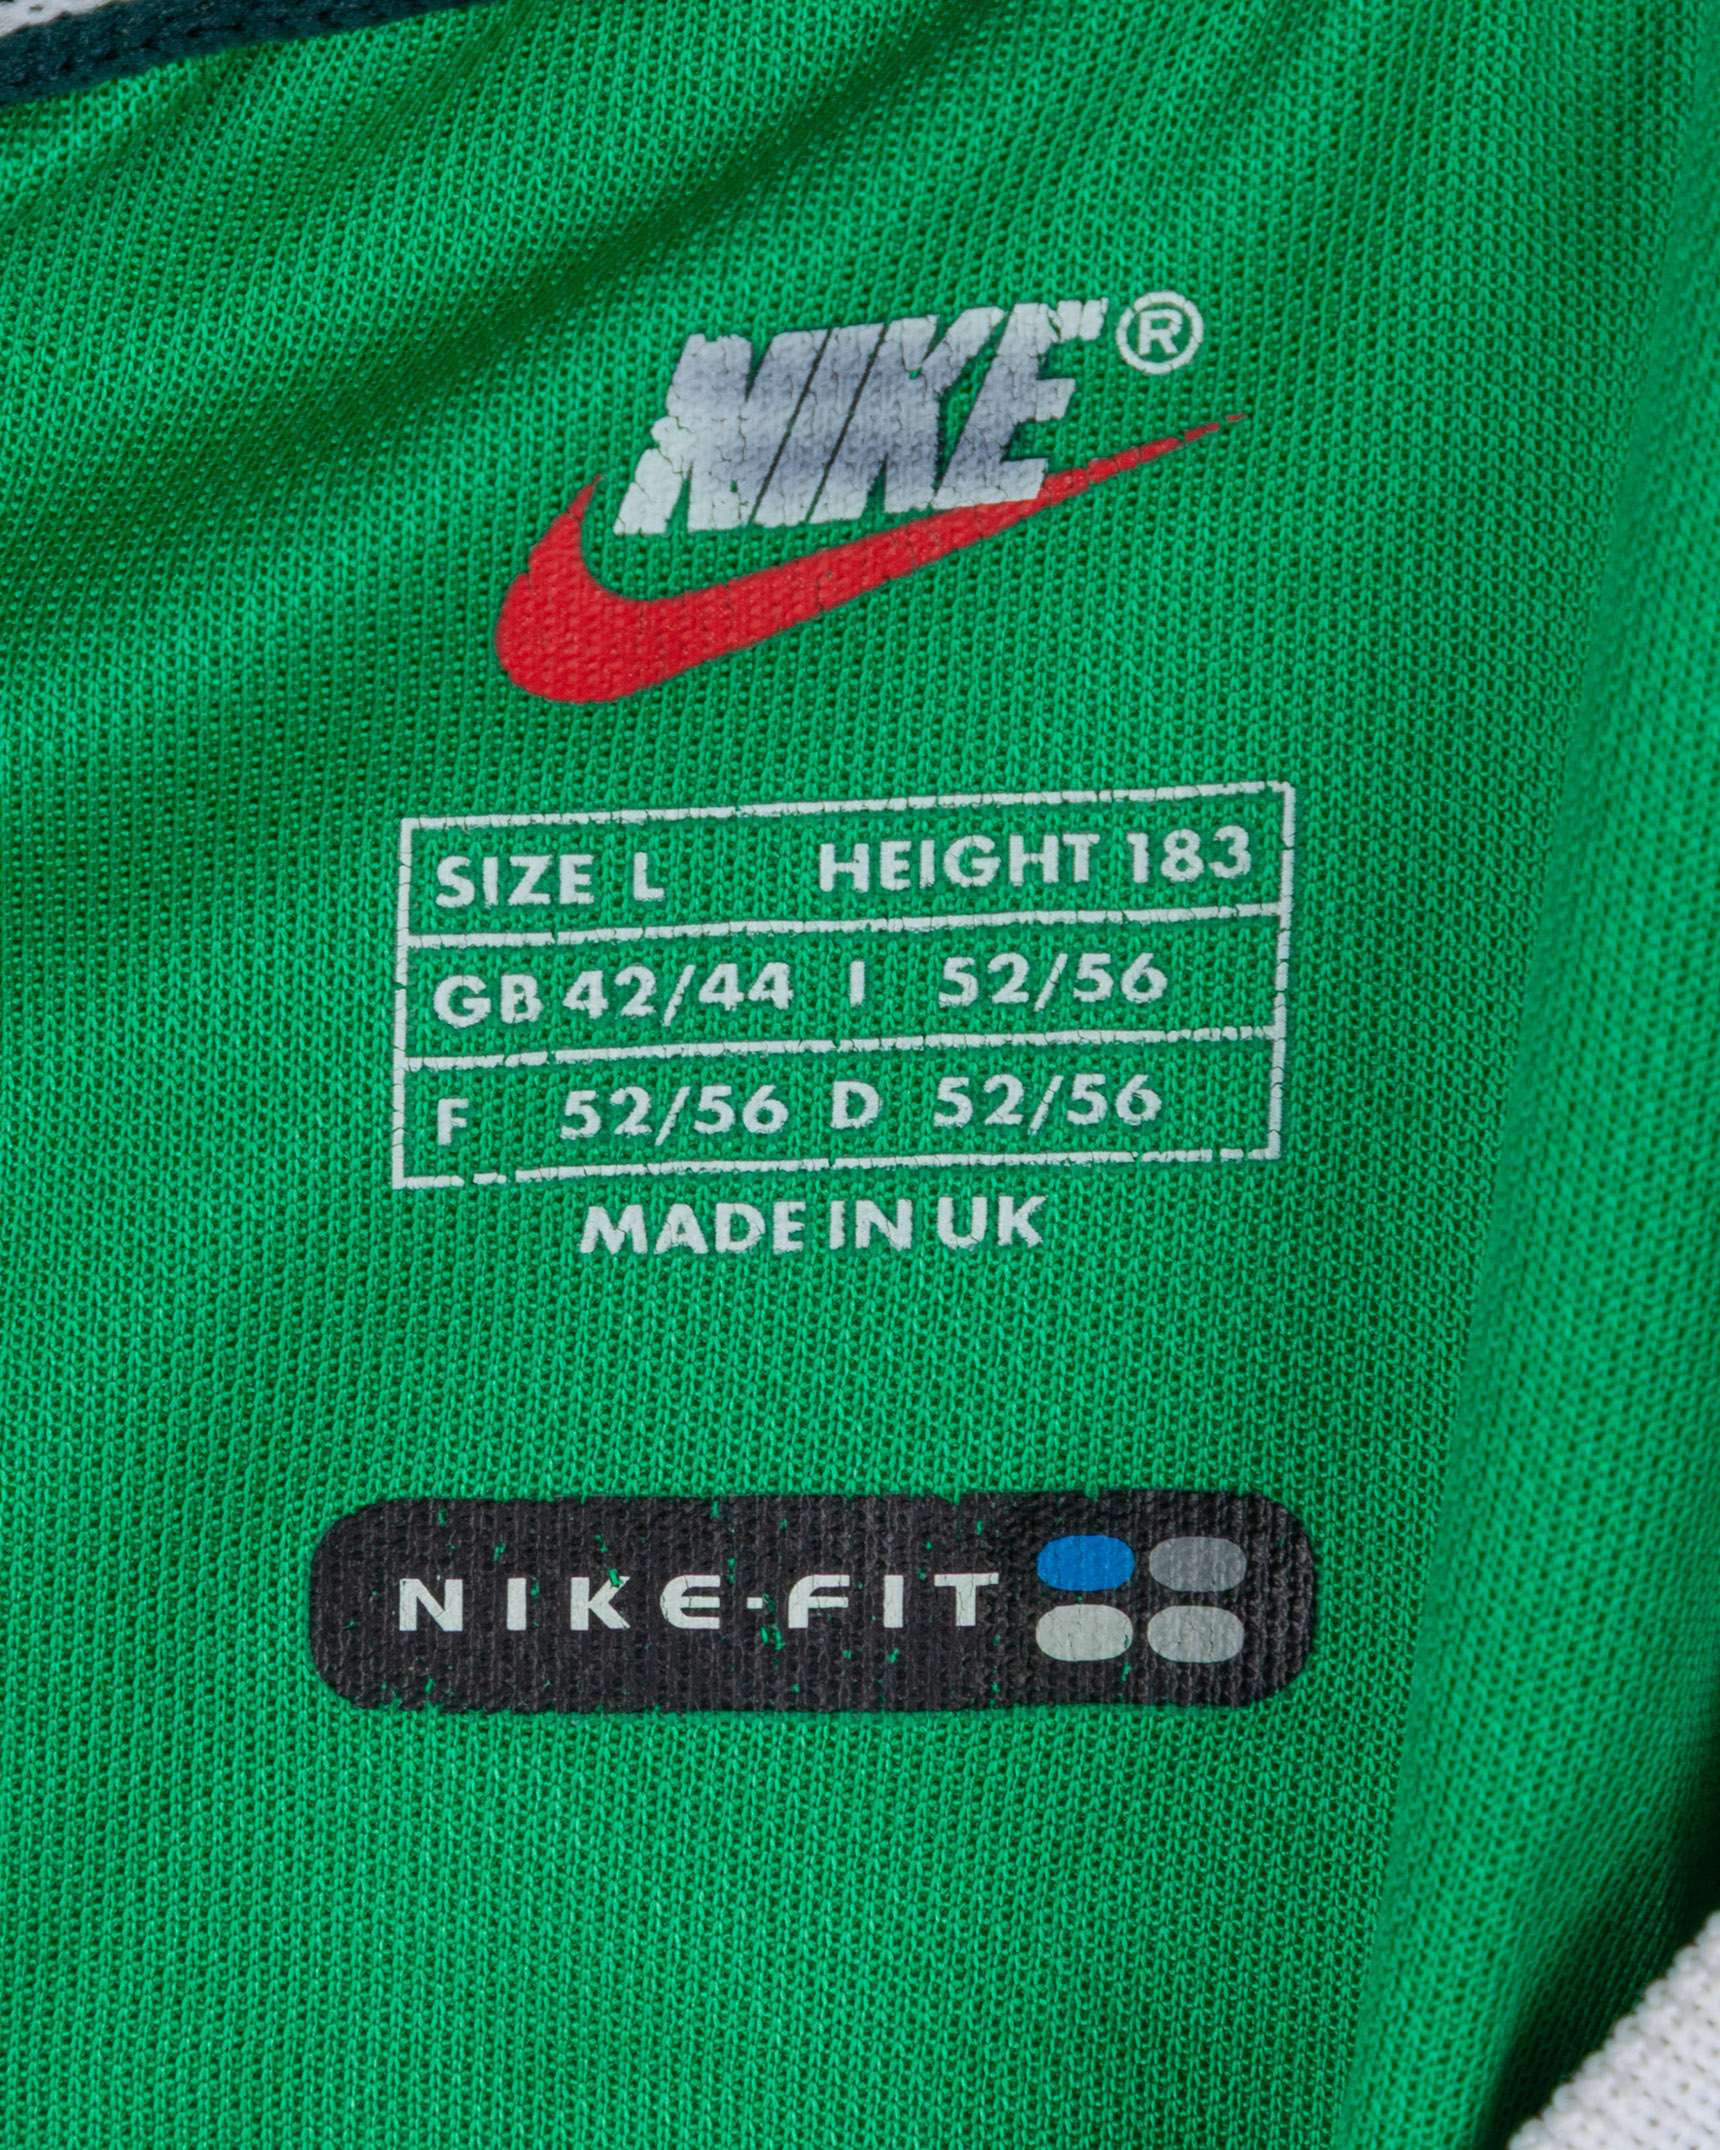 NIKE®
SIZE L HEIGHT 183
GB 42/44 I 52/56
F 52/56 D 52/56
MADE IN UK
NIKE·FIT